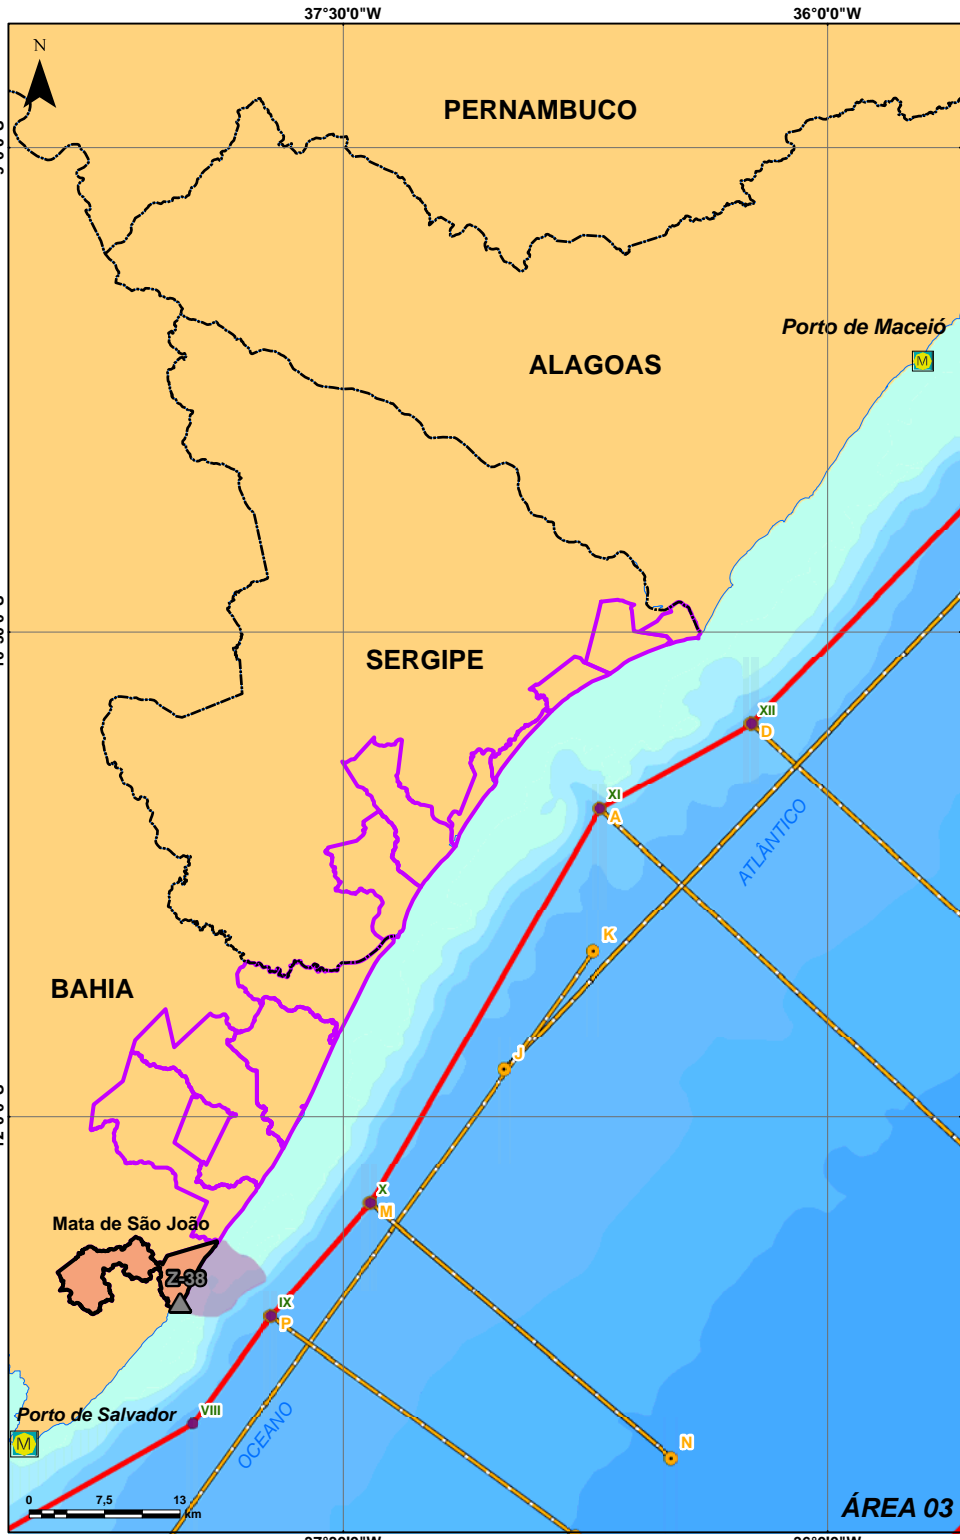 37°30'0"W
36°0'0"W
N
PERNAMBUCO
Porto de Maceió
M
ALAGOAS
SERGIPE
XII
D
XI
A
ATLÂNTICO
K
BAHIA
J
X
M
Mata de São João
Z-38
IX
P
VIII
Porto de Salvador
M
OCEANO
N
0 7,5 13
km
ÁREA 03